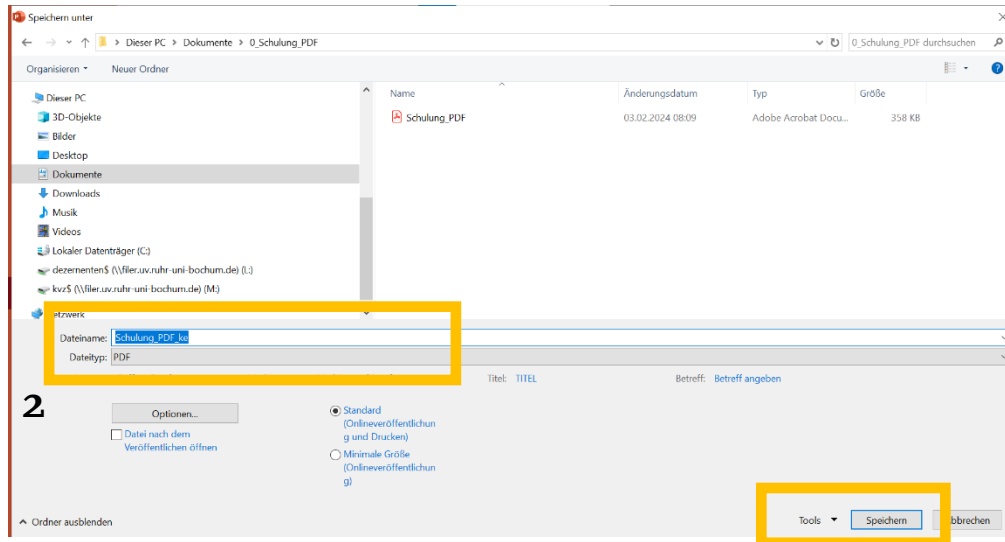 Speichern unter
Dieser PC > Dokumente > 0_Schulung_PDF
0_Schulung_PDF durchsuchen
Organisieren
Neuer Ordner
Name Änderungsdatum Typ Größe
Dieser PC
3D-Objekte
Bilder
Desktop
Dokumente
Downloads
Musik
Videos
Lokaler Datenträger (C:)
dezernenten$ (\\filer.uv.ruhr-uni-bochum.de) (I:)
kvz$ (\\filer.uv.ruhr-uni-bochum.de) (M:)
Schulung_PDF 03.02.2024 08:09 Adobe Acrobat Docu... 358 KB
Dateiname: Schulung_PDF_ke
Dateityp: PDF
Titel: TITEL
Betreff: Betreff angeben
2
Optionen...
Datei nach dem
Veröffentlichen öffnen
Standard
(Onlineveröffentlichun
g und Drucken)
Minimale Größe
(Onlineveröffentlichun
g)
Ordner ausblenden
Tools
Speichern
bbrechen